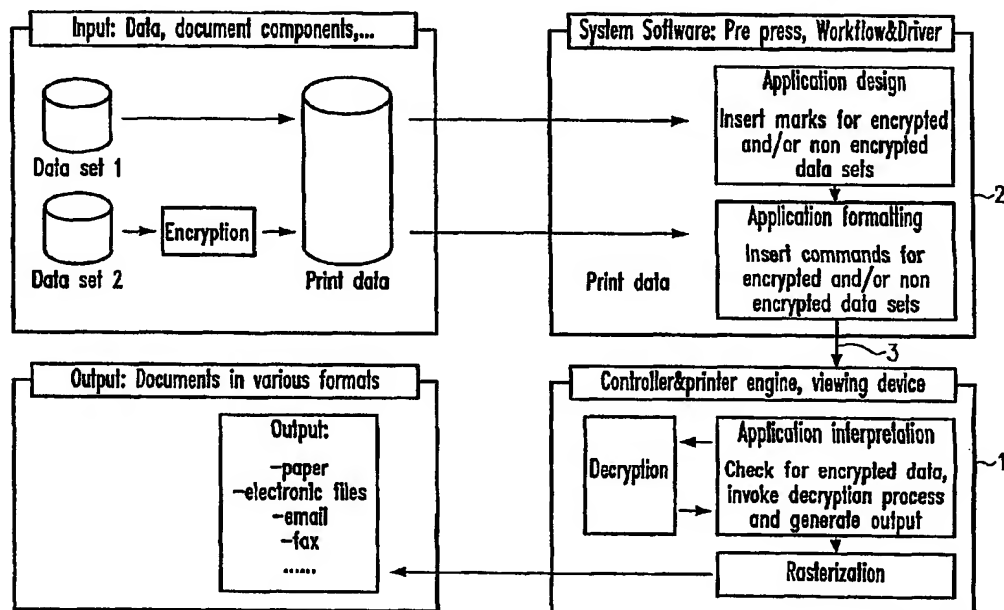 Input: Data, document components,...
Data set 1
Data set 2
Encryption
Print data
System Software: Pre press, Workflow&Driver
Application design
Insert marks for encrypted
and/or non encrypted
data sets
Application formatting
Insert commands for
encrypted and/or non
encrypted data sets
Print data
2
3
Output: Documents in various formats
Output:
-paper
-electronic files
-email
-fax
......
Controller&printer engine, viewing device
Decryption
Application interpretation
Check for encrypted data,
invoke decryption process
and generate output
Rasterization
1